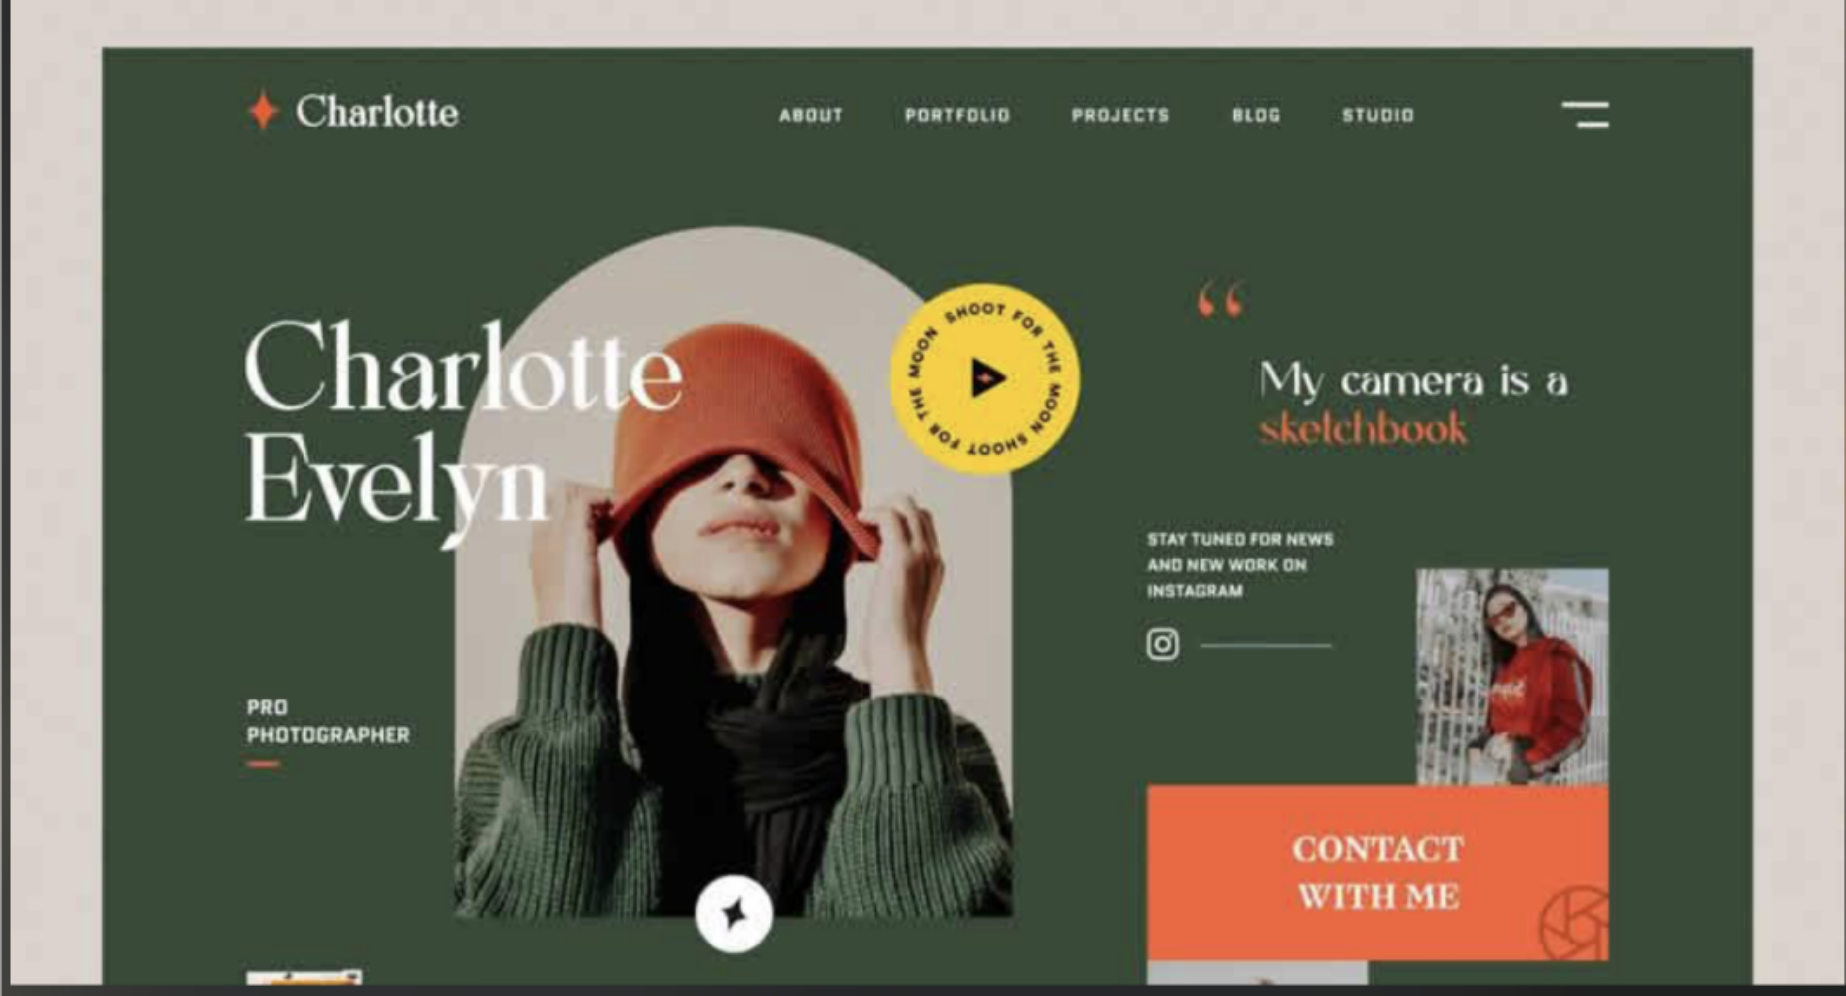 Charlotte
ABOUT PORTFOLIO PROJECTS BLOG STUDIO
Charlotte
Evelyn
SHOOT FOR THE MOON SHOOT FOR THE MOON
“
My camera is a
sketchbook
STAY TUNED FOR NEWS
AND NEW WORK ON
INSTAGRAM
PRO
PHOTOGRAPHER
CONTACT
WITH ME